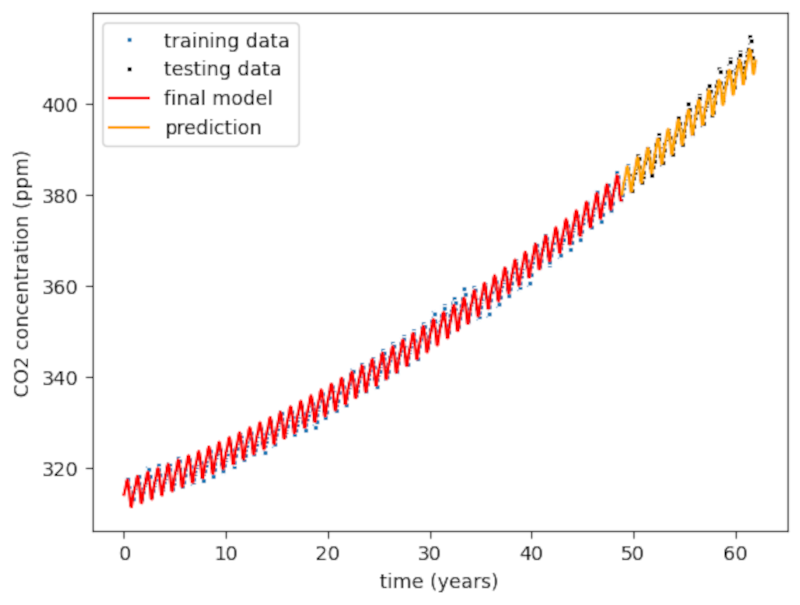 training data
testing data
final model
prediction
400
380
360
340
320
CO2 concentration (ppm)
0 10 20 30 40 50 60
time (years)